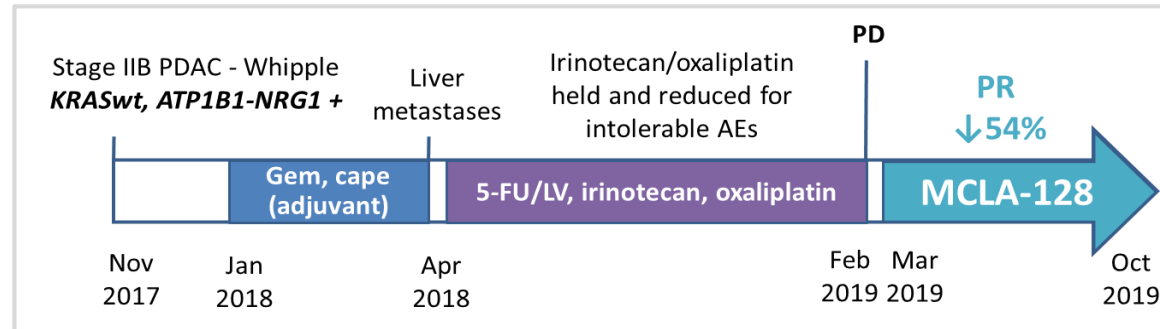 Stage IIB PDAC - Whipple
KRASwt, ATP1B1-NRG1 +
Liver
metastases
Irinotecan/oxaliplatin
held and reduced for
intolerable AEs
PD
PR
↓54%
Gem, cape
(adjuvant)
5-FU/LV, irinotecan, oxaliplatin
MCLA-128
Nov
2017
Jan
2018
Apr
2018
Feb
2019
Mar
2019
Oct
2019